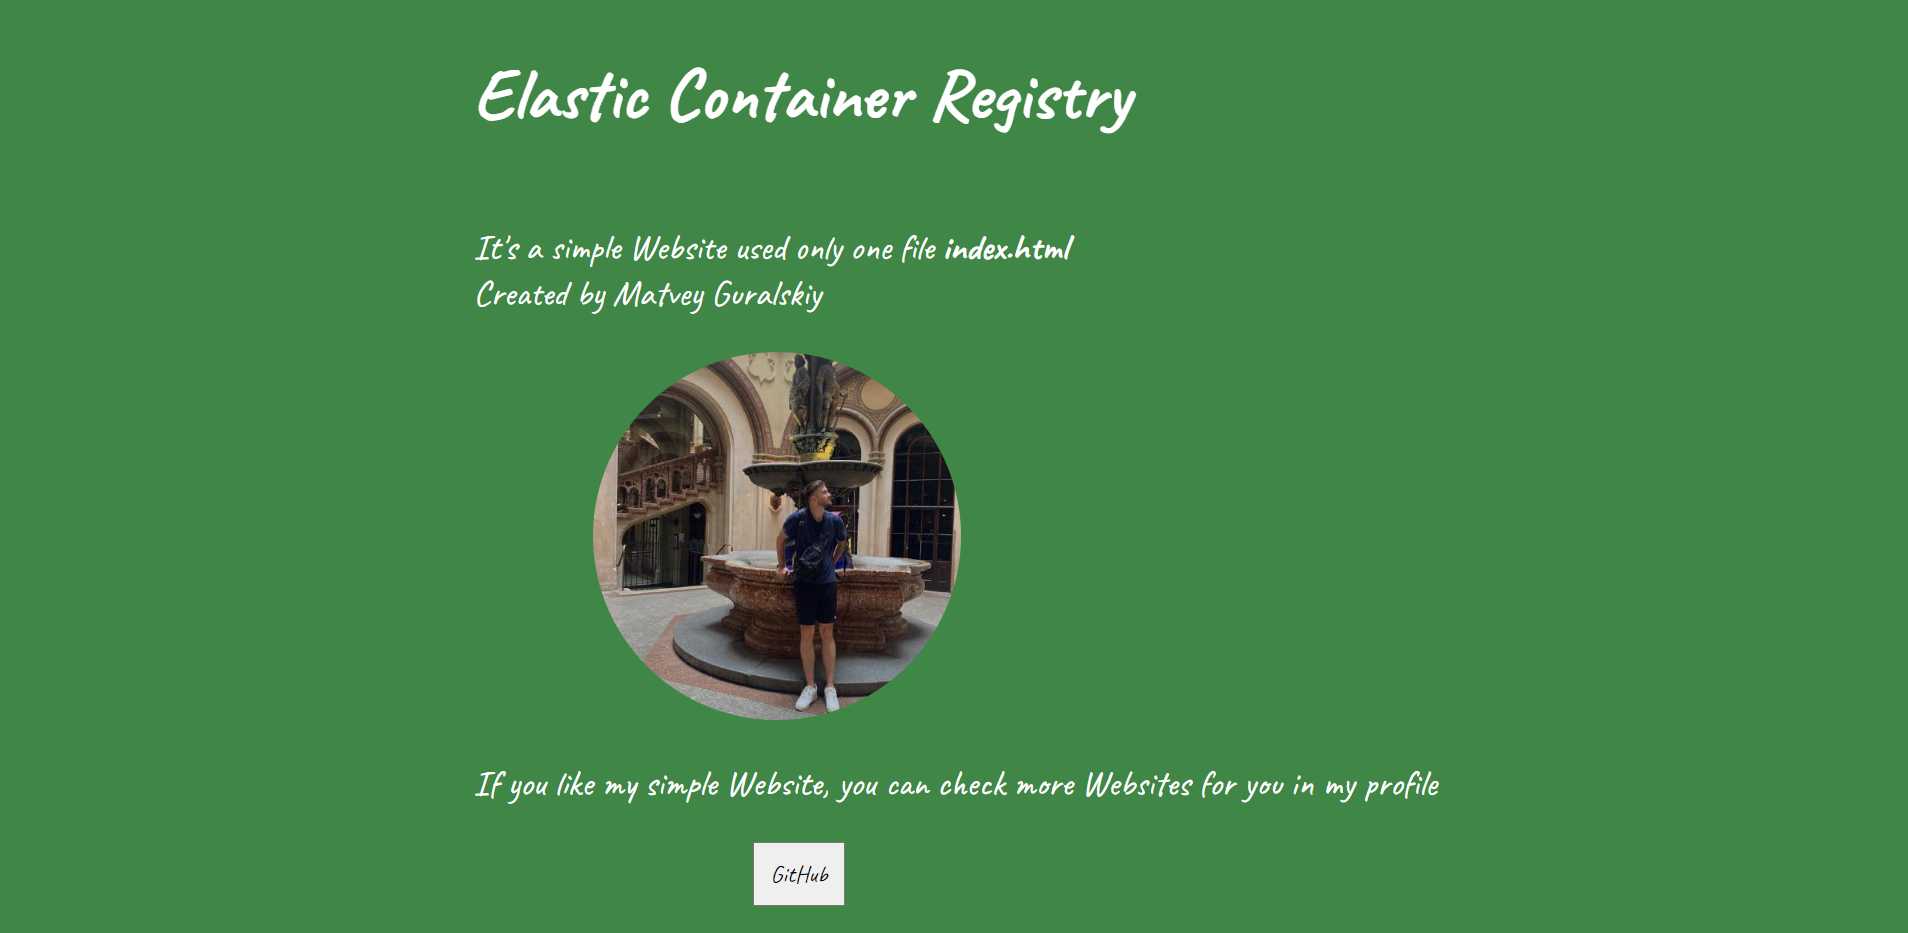 Elastic Container Registry
It's a simple Website used only one file index.html
Created by Matvey Guralskiy
If you like my simple Website, you can check more Websites for you in my profile
GitHub